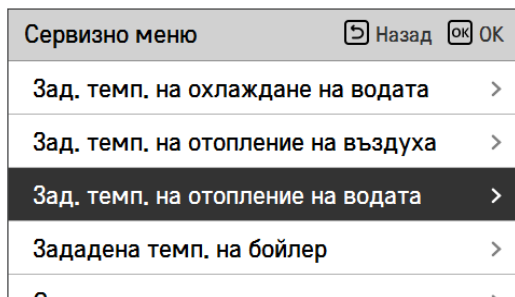 Сервизно меню Назад OK OK
Зад. темп. на охлаждане на водата
Зад. темп. на отопление на въздуха
Зад. темп. на отопление на водата
Зададена темп. на бойлер